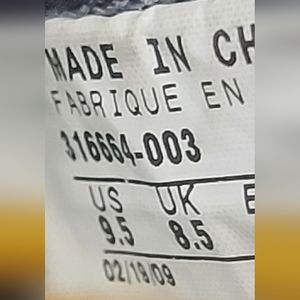 MADE IN CH
FABRIQUE EN
316664-003
US UK E
9.5 8.5
02/19/09